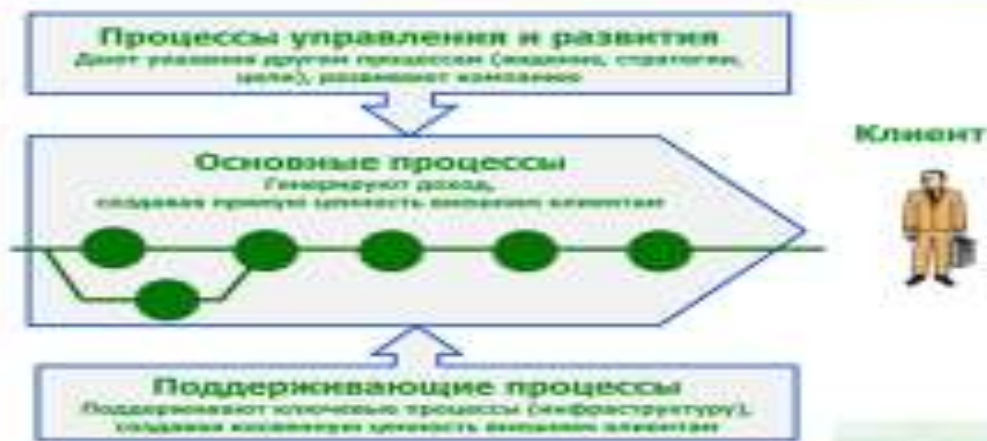 Процессы управления и развития
Дают указания другим процессам (видение, стратегии,
цели), развивают компанию
Клиент
Основные процессы
Генерируют доход,
создавая прямую ценность внешним клиентам
Поддерживающие процессы
Поддерживают ключевые процессы (инфраструктуру),
создавая косвенную ценность внешним клиентам